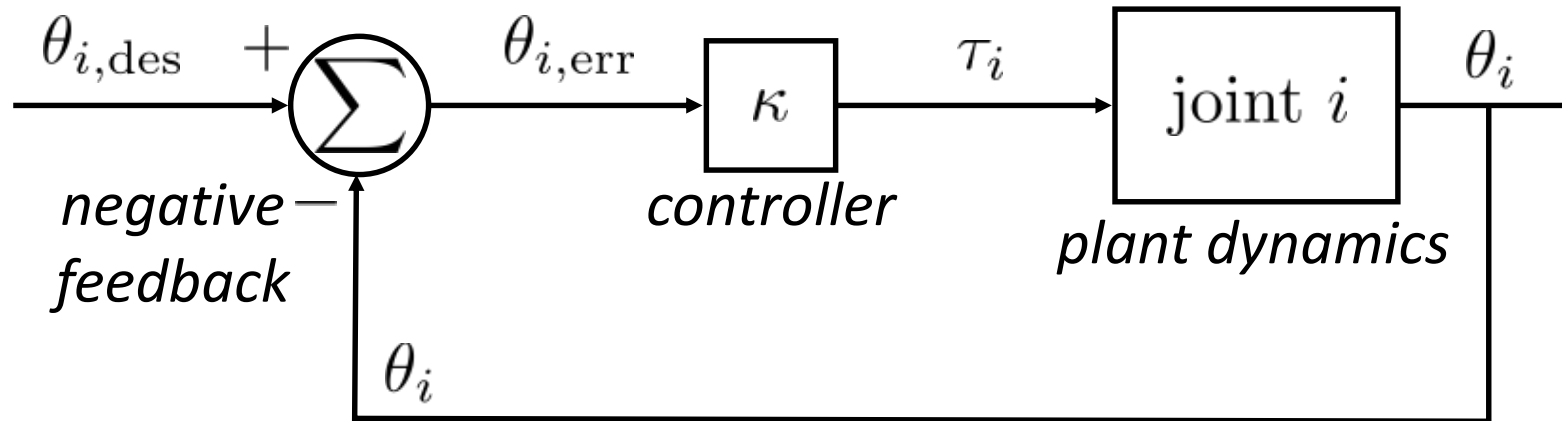 θ_{i,des} + ∑ θ_{i,err} κ τ_i joint i θ_i
negative −
feedback
controller
plant dynamics
θ_i